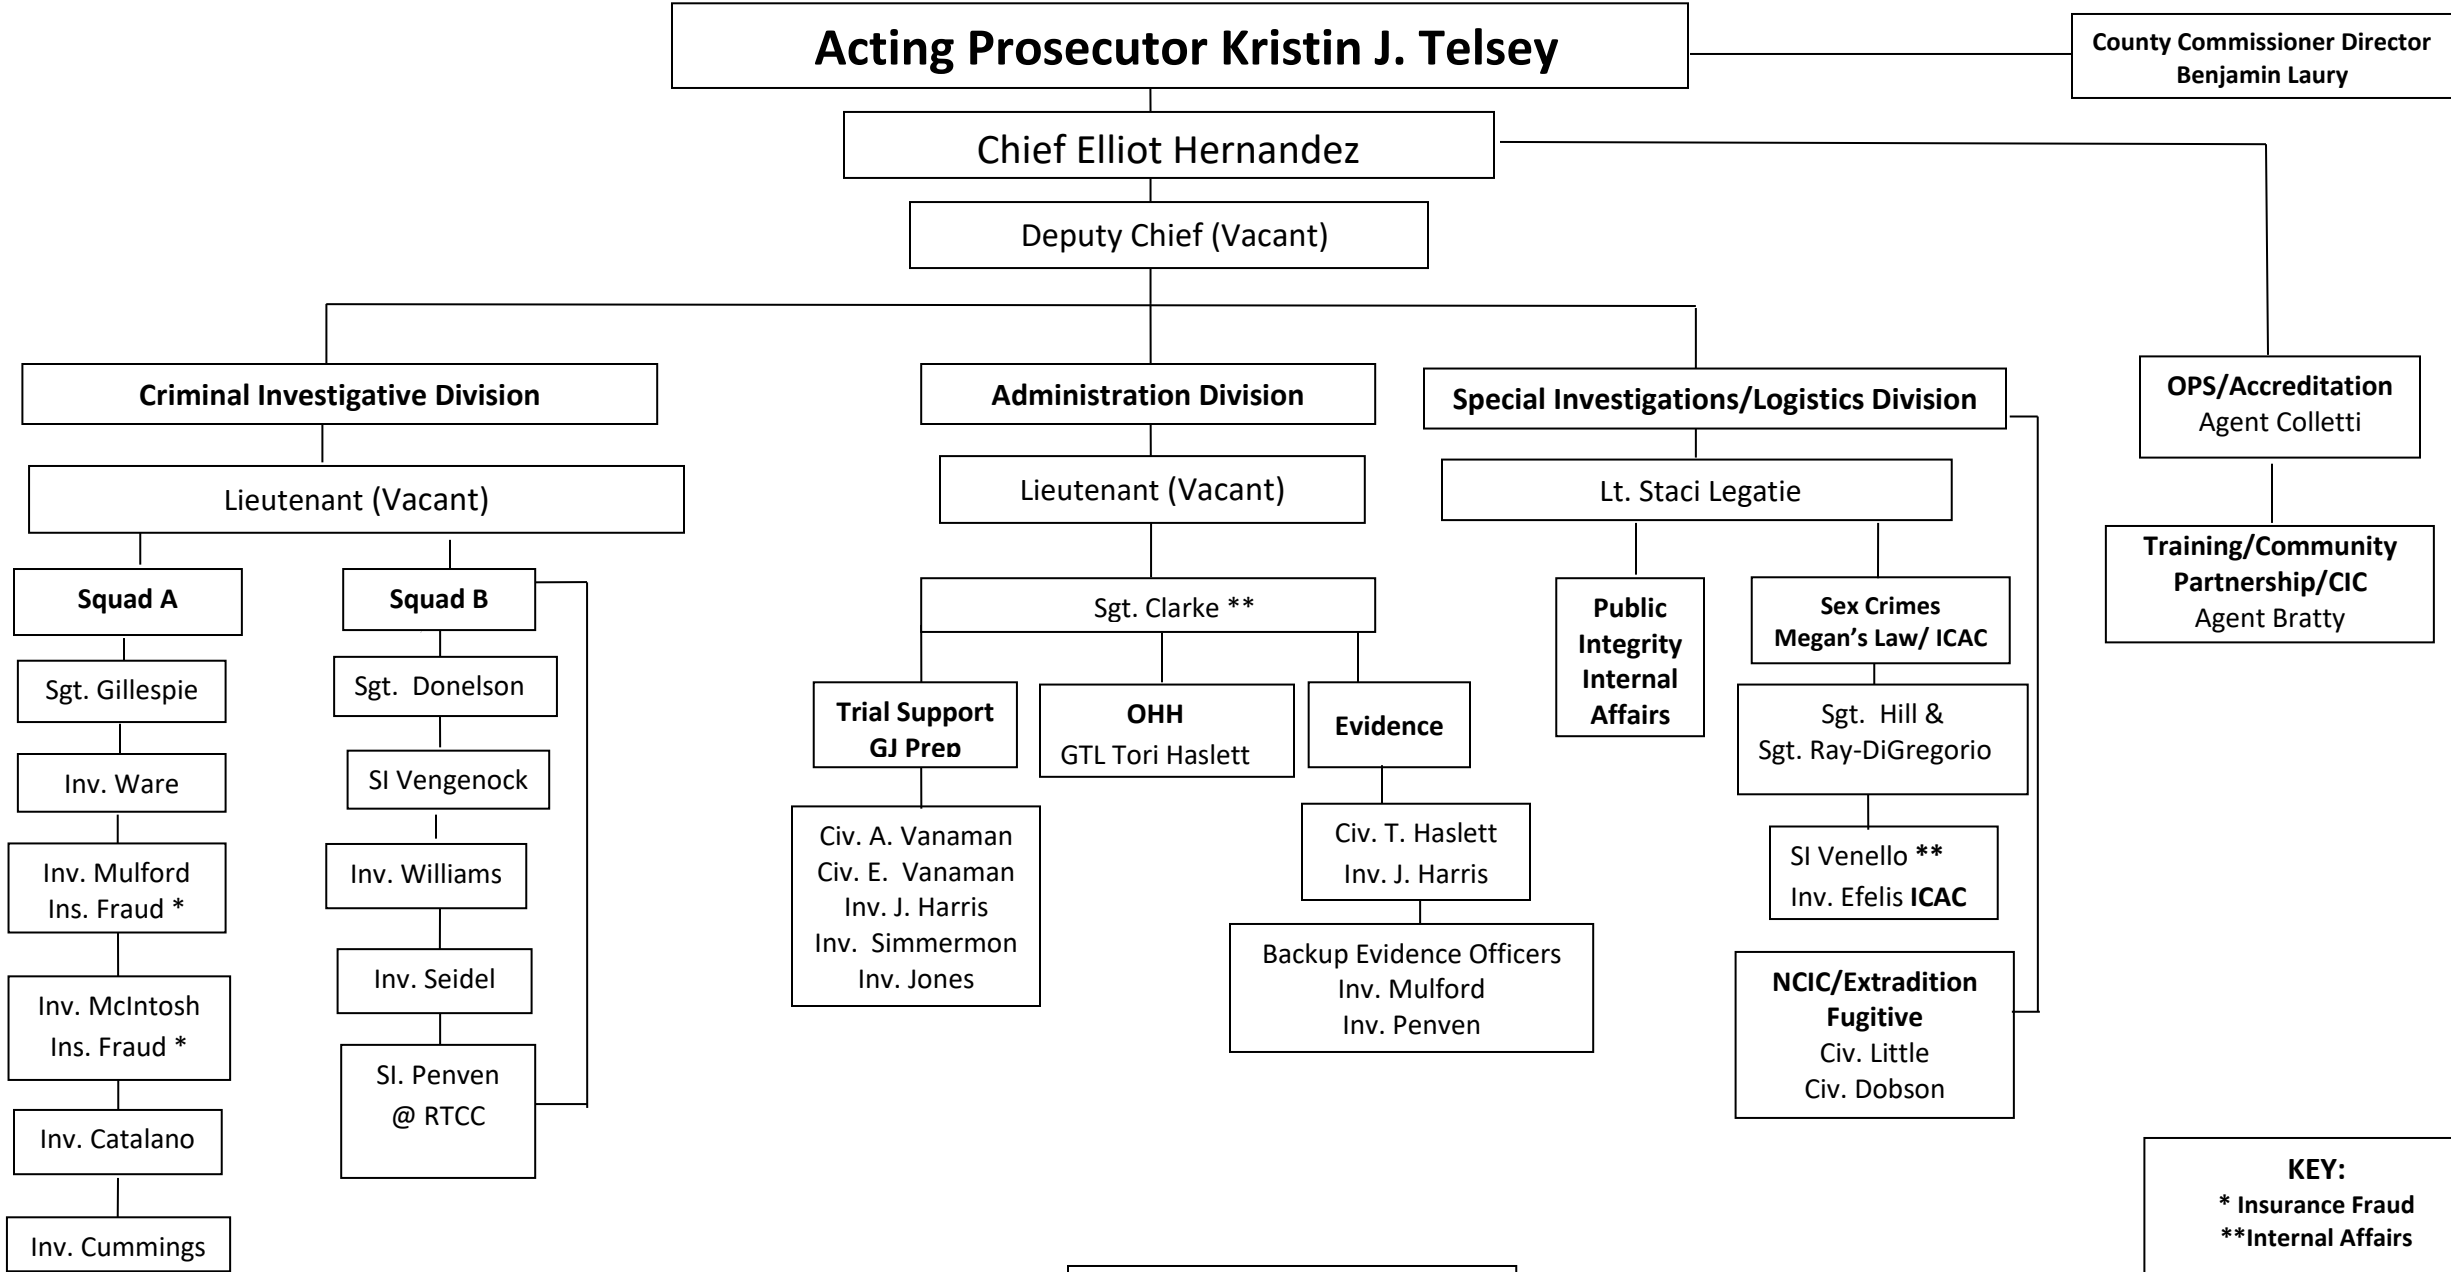 Acting Prosecutor Kristin J. Telsey
County Commissioner Director
Benjamin Laury
Chief Elliot Hernandez
Deputy Chief (Vacant)
Criminal Investigative Division
Lieutenant (Vacant)
Squad A
Sgt. Gillespie
Inv. Ware
Inv. Mulford
Ins. Fraud *
Inv. McIntosh
Ins. Fraud *
Inv. Catalano
Inv. Cummings
Squad B
Sgt. Donelson
SI Vengenock
Inv. Williams
Inv. Seidel
SI. Penven
@ RTCC
Administration Division
Lieutenant (Vacant)
Sgt. Clarke **
Trial Support
GJ Prep
Civ. A. Vanaman
Civ. E. Vanaman
Inv. J. Harris
Inv. Simmermon
Inv. Jones
OHH
GTL Tori Haslett
Evidence
Civ. T. Haslett
Inv. J. Harris
Backup Evidence Officers
Inv. Mulford
Inv. Penven
Special Investigations/Logistics Division
Lt. Staci Legatie
Public
Integrity
Internal
Affairs
Sex Crimes
Megan’s Law/ ICAC
Sgt. Hill &
Sgt. Ray-DiGregorio
SI Venello **
Inv. Efelis ICAC
NCIC/Extradition
Fugitive
Civ. Little
Civ. Dobson
OPS/Accreditation
Agent Colletti
Training/Community
Partnership/CIC
Agent Bratty
KEY:
* Insurance Fraud
**Internal Affairs